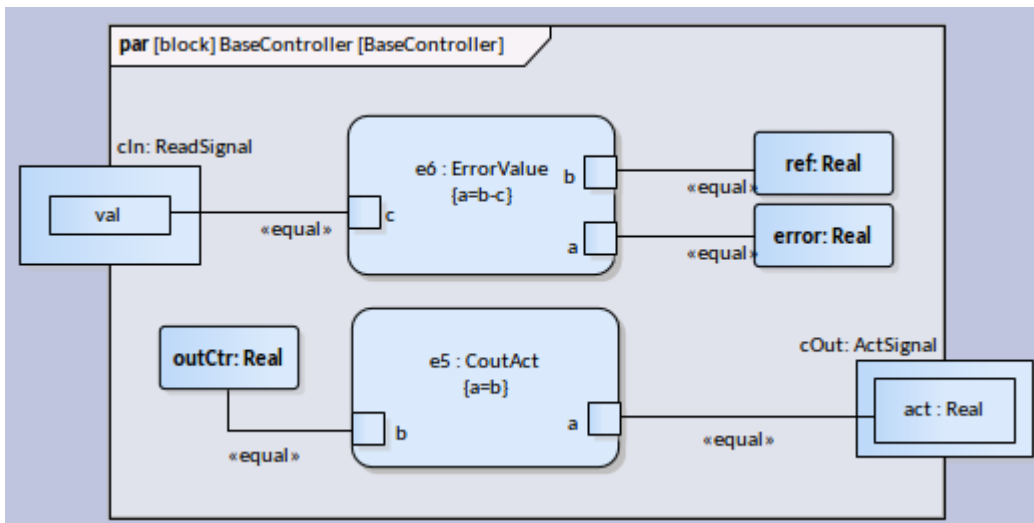 par [block] BaseController [BaseController]
cIn: ReadSignal
val
«equal»
c
e6 : ErrorValue
{a=b-c}
b
a
«equal»
ref: Real
«equal»
error: Real
outCtr: Real
«equal»
b
e5 : CoutAct
{a=b}
a
«equal»
cOut: ActSignal
act : Real